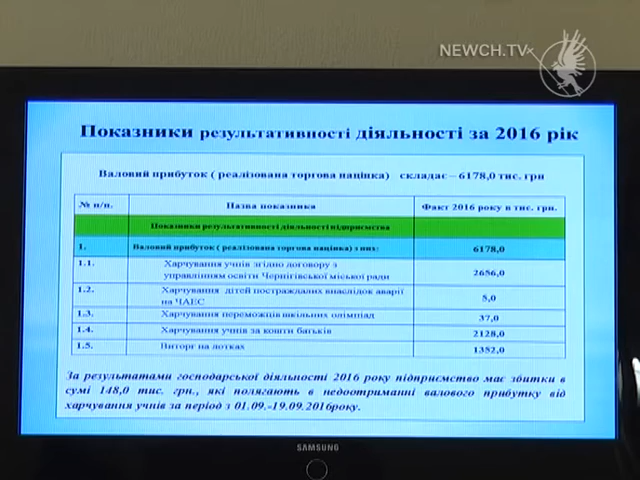 NEWCH.TV
Показники результативності діяльності за 2016 рік
Валовий прибуток ( реалізована торгова націнка) складає – 6178,0 тис. грн
№ п/п. Назва показника Факт 2016 року в тис. грн.
Показники результативності діяльності підприємства
1. Валовий прибуток ( реалізована торгова націнка) з них: 6178,0
1.1. Харчування учнів згідно договору з
управлінням освіти Чернігівської міської ради 2656,0
1.2. Харчування дітей постраждалих внаслідок аварії
на ЧАЕС 5,0
1.3. Харчування переможців шкільних олімпіад 37,0
1.4. Харчування учнів за кошти батьків 2128,0
1.5. Виторг на лотках 1352,0
За результатами господарської діяльності 2016 року підприємство має збитки в
сумі 148,0 тис. грн., які полягають в недоотриманні валового прибутку від
харчування учнів за період з 01.09.-19.09.2016року.
SAMSUNG